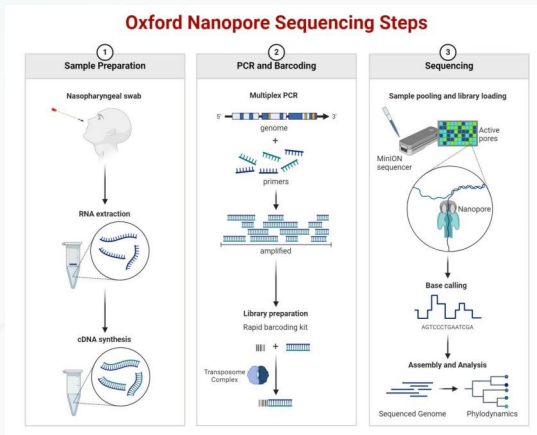 Oxford Nanopore Sequencing Steps
1
Sample Preparation
Nasopharyngeal swab
RNA extraction
cDNA synthesis
2
PCR and Barcoding
Multiplex PCR
5' 3'
genome
+
primers
amplified
Library preparation
Rapid barcoding kit
+
Transposome
Complex
3
Sequencing
Sample pooling and library loading
Active
pores
MinION
sequencer
Nanopore
Base calling
AGTCCCTGAATCGA
Assembly and Analysis
Sequenced Genome
Phylodynamics